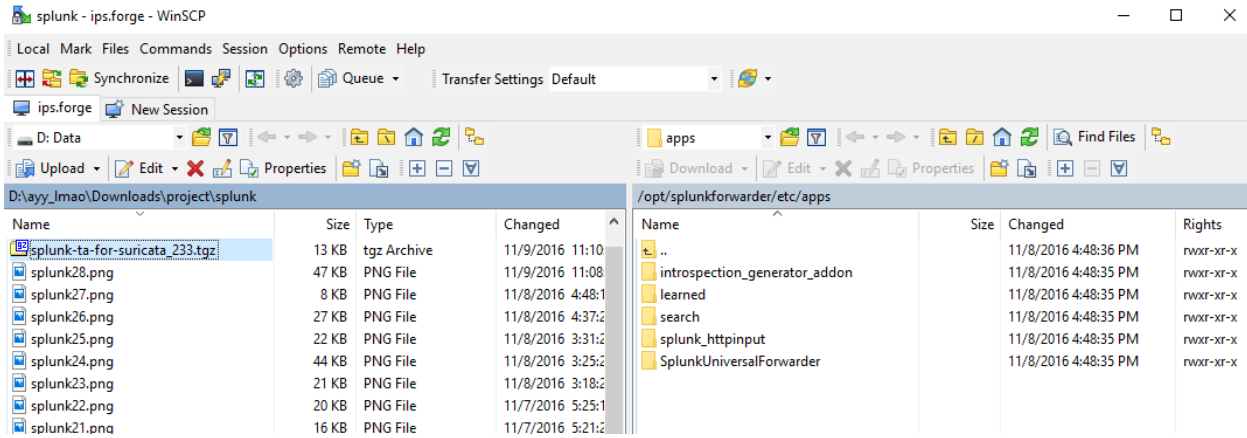 splunk - ips.forge - WinSCP
Local Mark Files Commands Session Options Remote Help
Synchronize Queue Transfer Settings Default
ips.forge New Session
D: Data apps Find Files
Upload Edit Properties Download Edit Properties
D:\ayy_lmao\Downloads\project\splunk /opt/splunkforwarder/etc/apps
Name Size Type Changed Name Size Changed Rights
splunk-ta-for-suricata_233.tgz 13 KB tgz Archive 11/9/2016 11:10 .. 11/8/2016 4:48:36 PM rwxr-xr-x
splunk28.png 47 KB PNG File 11/9/2016 11:08 introspection_generator_addon 11/8/2016 4:48:35 PM rwxr-xr-x
splunk27.png 8 KB PNG File 11/8/2016 4:48:1 learned 11/8/2016 4:48:35 PM rwxr-xr-x
splunk26.png 27 KB PNG File 11/8/2016 4:37:2 search 11/8/2016 4:48:35 PM rwxr-xr-x
splunk25.png 22 KB PNG File 11/8/2016 3:31:2 splunk_httpinput 11/8/2016 4:48:35 PM rwxr-xr-x
splunk24.png 44 KB PNG File 11/8/2016 3:25:2 SplunkUniversalForwarder 11/8/2016 4:48:35 PM rwxr-xr-x
splunk23.png 21 KB PNG File 11/8/2016 3:18:2
splunk22.png 20 KB PNG File 11/7/2016 5:25:1
splunk21.png 16 KB PNG File 11/7/2016 5:21:2